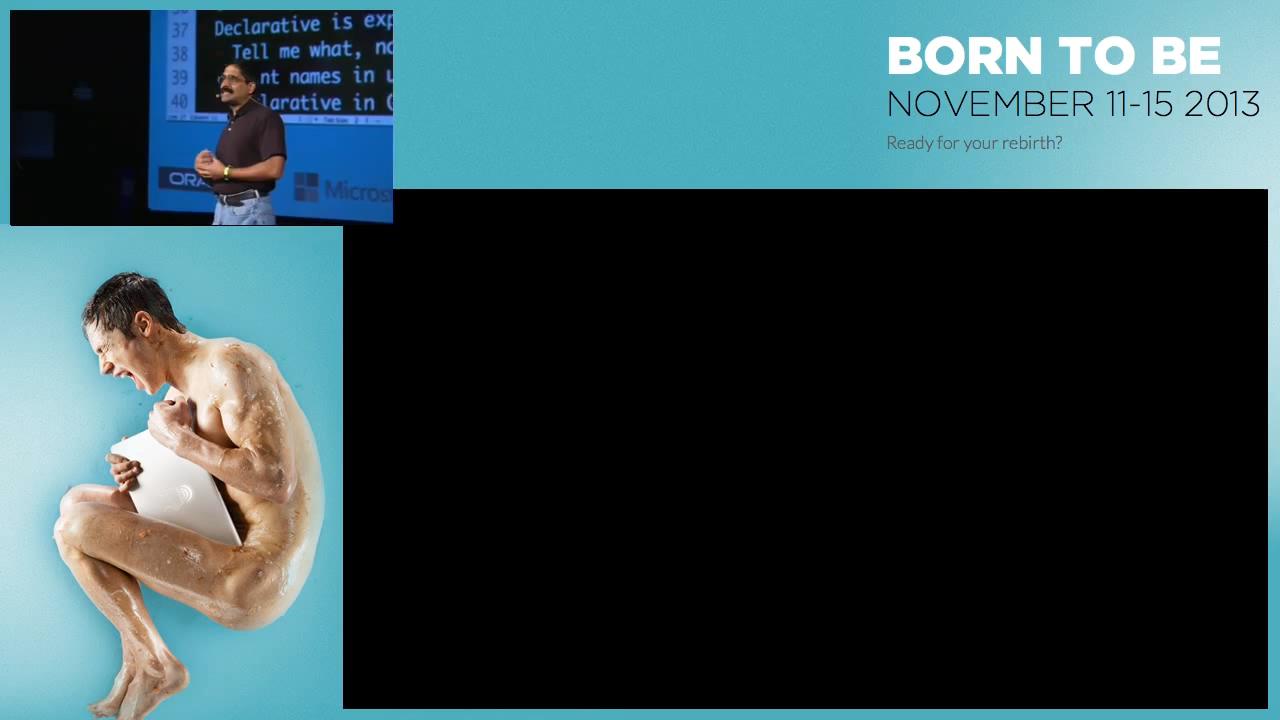 37 Declarative is exp
38 Tell me what, no
39 nt names in u
40 larative in
ORA
Micros
BORN TO BE
NOVEMBER 11-15 2013
Ready for your rebirth?